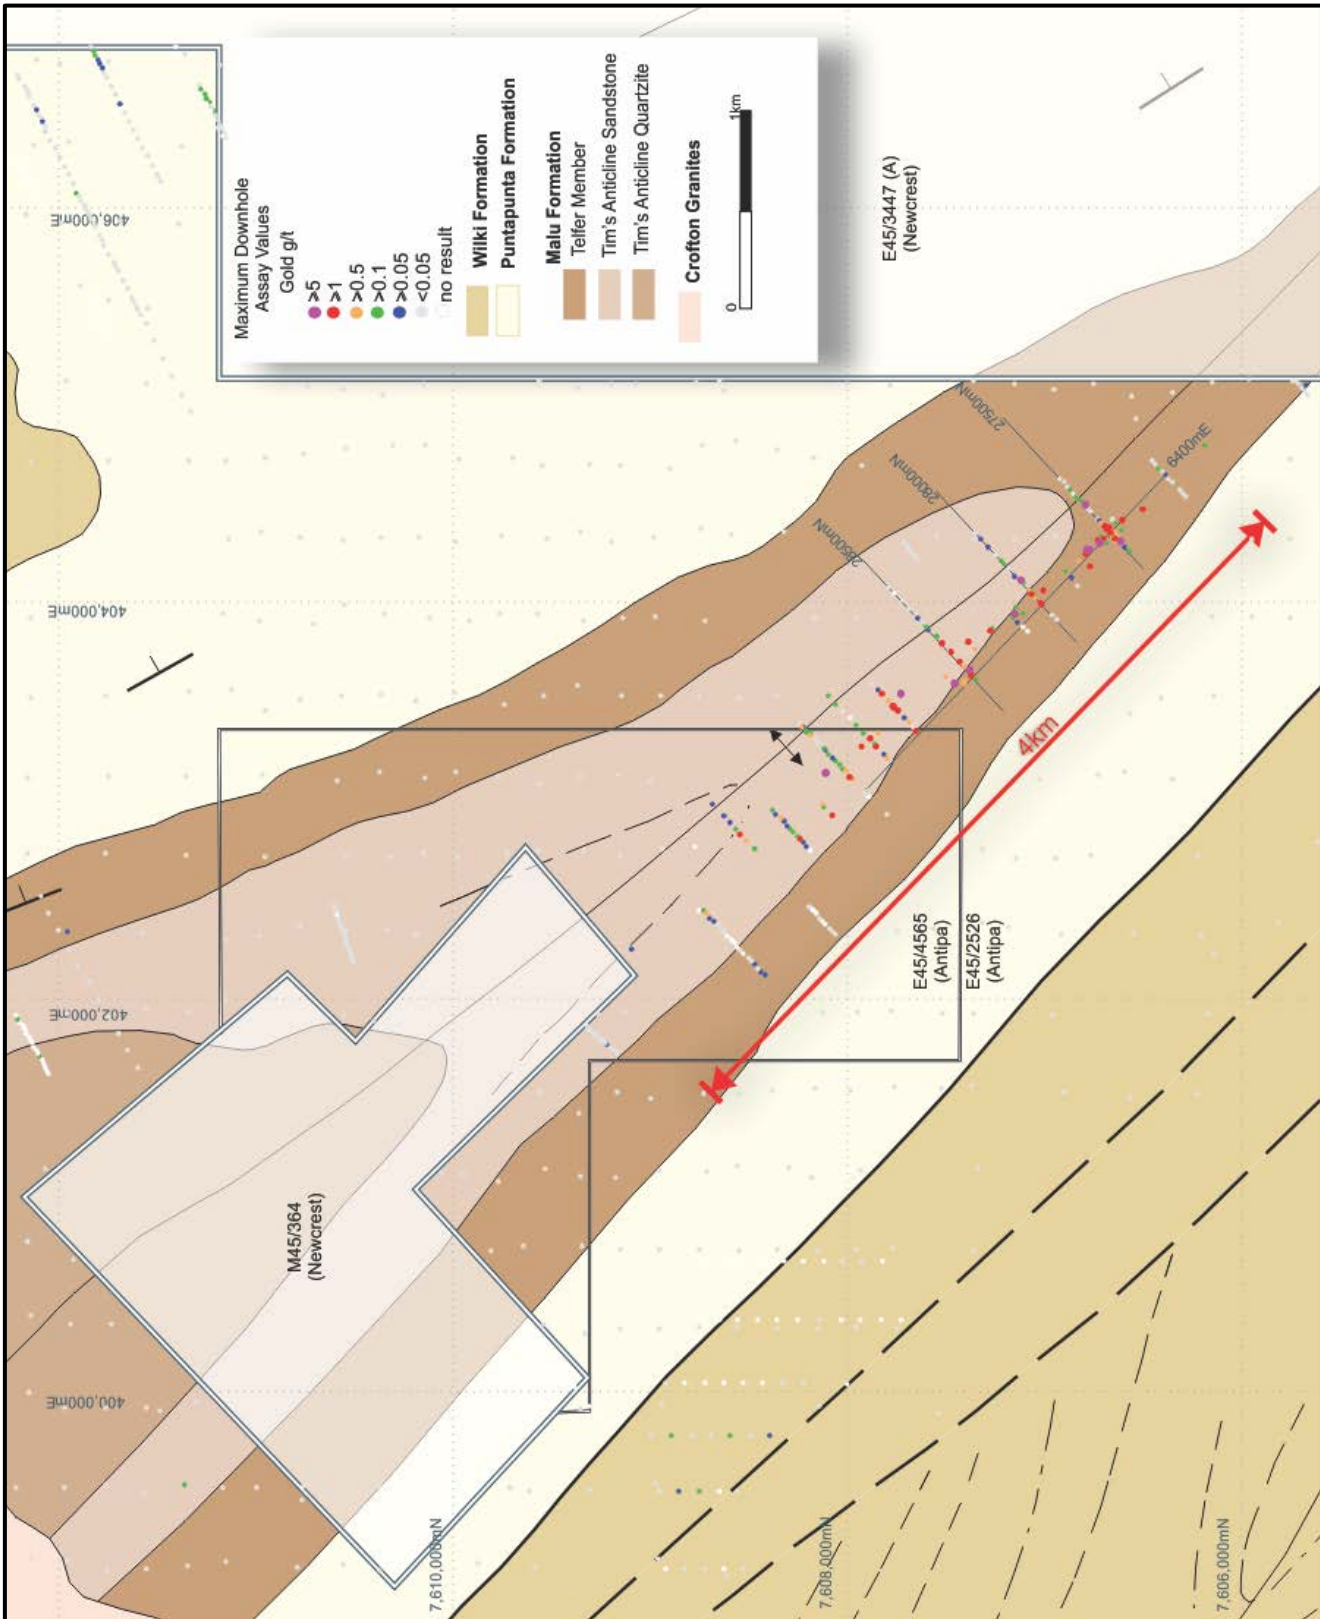 Maximum Downhole
Assay Values
Gold g/t
>5
>1
>0.5
>0.1
>0.05
<0.05
no result
Wilki Formation
Puntapunta Formation
Malu Formation
Telfer Member
Tim's Anticline Sandstone
Tim's Anticline Quartzite
Crofton Granites
0
1km
E45/3447 (A)
(Newcrest)
406,000mE
404,000mE
402,000mE
400,000mE
27500mN
28000mN
28500mN
6400mE
4km
E45/4565
(Antipa)
E45/2526
(Antipa)
M45/364
(Newcrest)
7,610,000mN
7,608,000mN
7,606,000mN